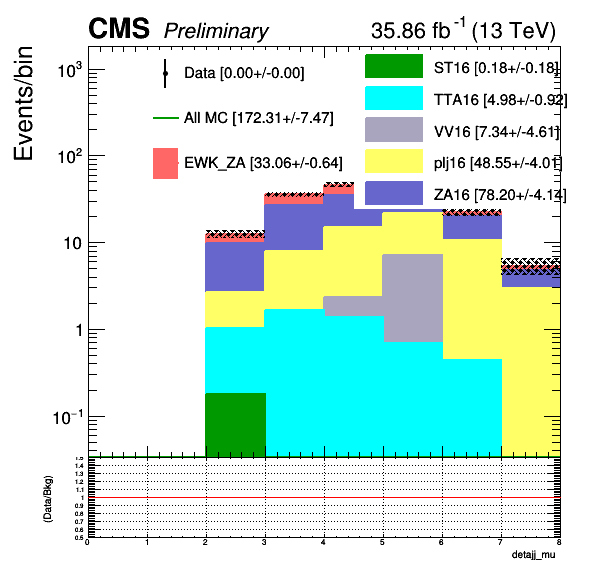 CMS Preliminary 35.86 fb⁻¹ (13 TeV)
Events/bin
10³
10²
10
1
10⁻¹
Data [0.00+/-0.00]
All MC [172.31+/-7.47]
EWK_ZA [33.06+/-0.64]
ST16 [0.18+/-0.18]
TTA16 [4.98+/-0.92]
VV16 [7.34+/-4.61]
plj16 [48.55+/-4.01]
ZA16 [78.20+/-4.14]
(Data/Bkg)
1.5
1.4
1.3
1.2
1.1
1
0.9
0.8
0.7
0.6
0.5
0 1 2 3 4 5 6 7 8
detajj_mu